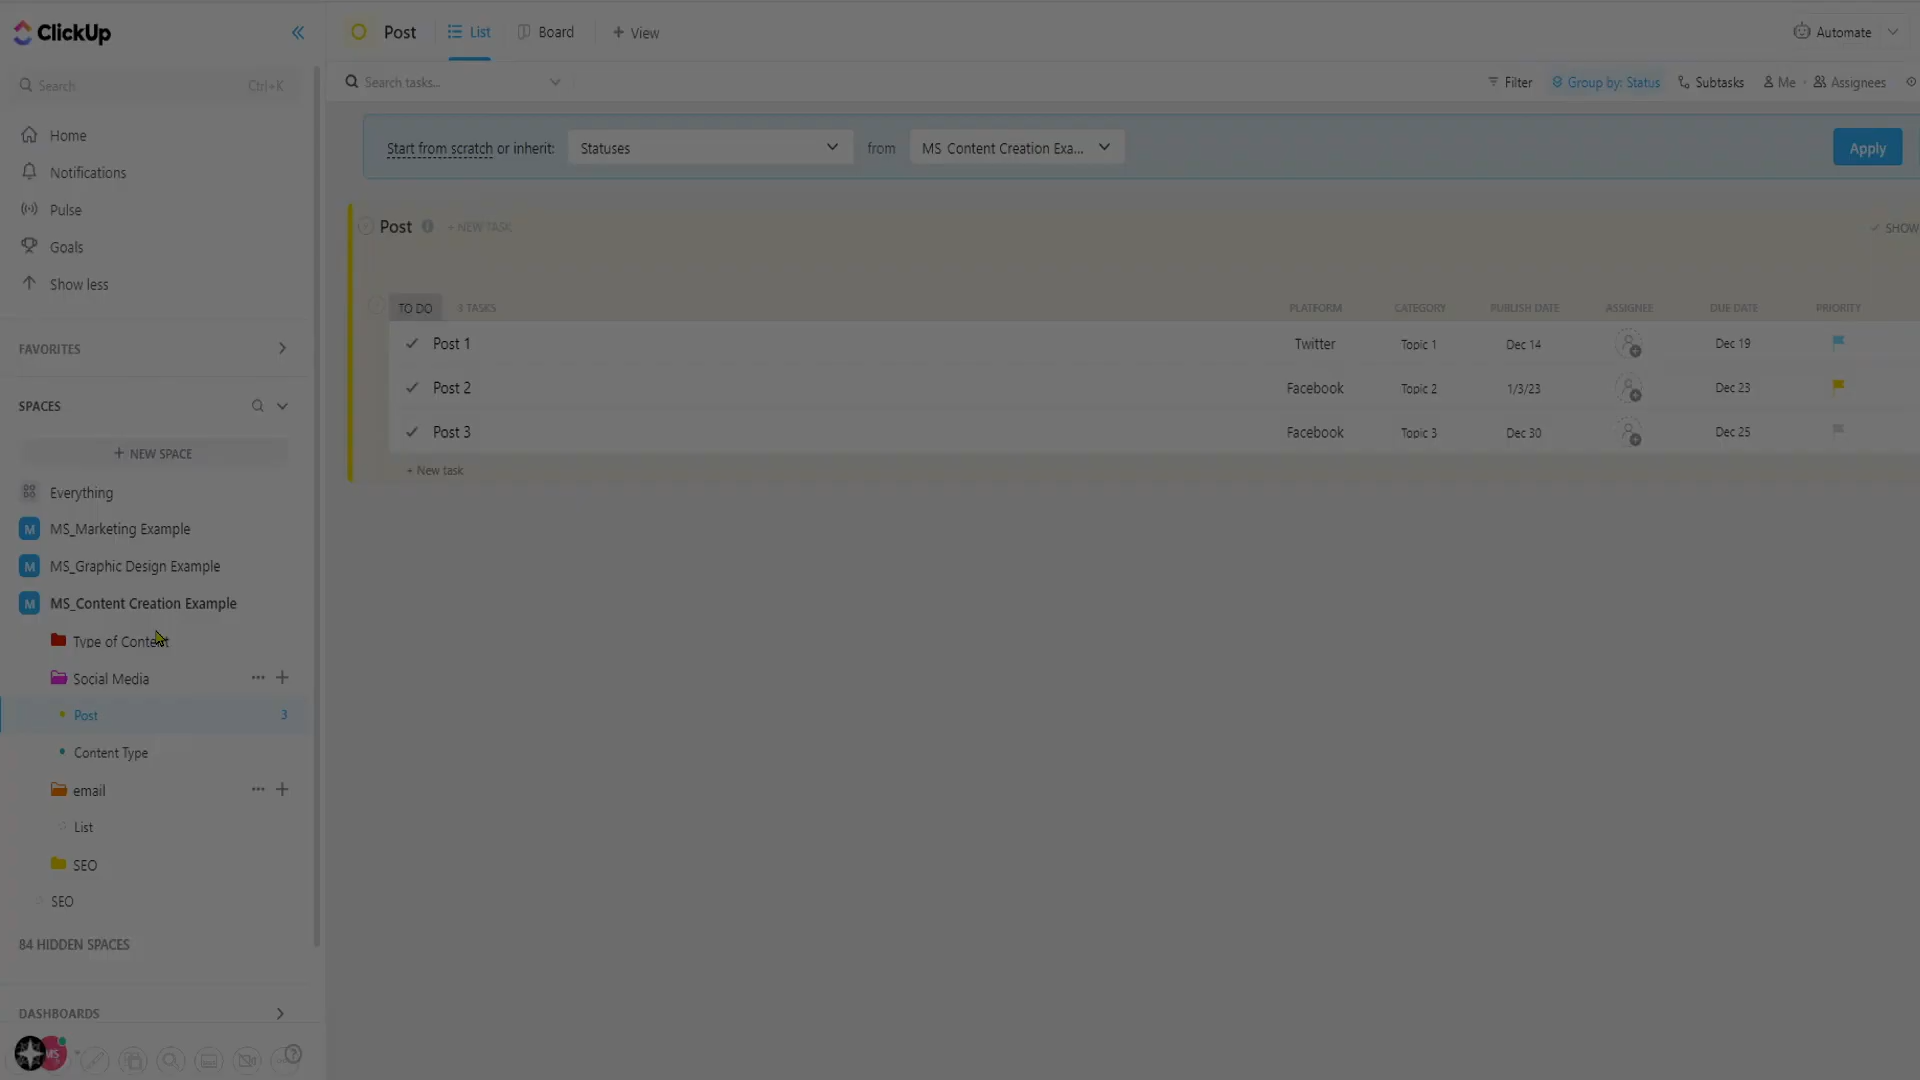 ClickUp
Post
List
Board
+ View
Automate
Search
Ctrl+K
Search tasks...
Filter
Group by: Status
Subtasks
Me
Assignees
Home
Notifications
Pulse
Goals
Show less
Start from scratch or inherit:
Statuses
from
MS Content Creation Exa...
Apply
Post
+ NEW TASK
SHOW
TO DO
3 TASKS
PLATFORM
CATEGORY
PUBLISH DATE
ASSIGNEE
DUE DATE
PRIORITY
Post 1
Twitter
Topic 1
Dec 14
Dec 19
Post 2
Facebook
Topic 2
1/3/23
Dec 23
Post 3
Facebook
Topic 3
Dec 30
Dec 25
+ New task
FAVORITES
SPACES
+ NEW SPACE
Everything
M MS_Marketing Example
M MS_Graphic Design Example
M MS_Content Creation Example
Type of Content
Social Media
Post
3
Content Type
email
List
SEO
SEO
84 HIDDEN SPACES
DASHBOARDS
MS
?